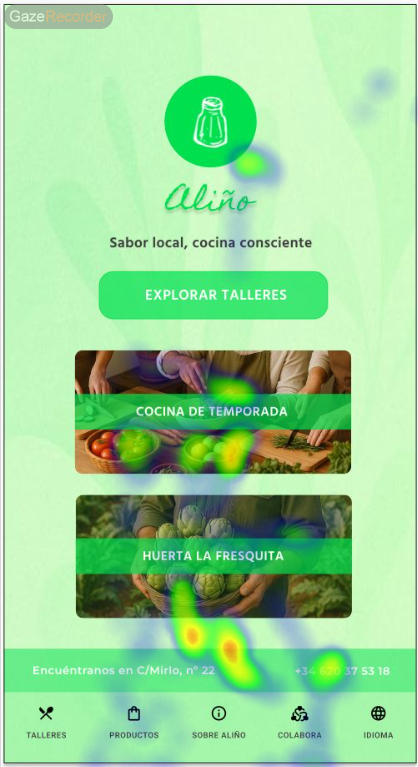 GazeRecorder
Aliño
Sabor local, cocina consciente
EXPLORAR TALLERES
COCINA DE TEMPORADA
HUERTA LA FRESQUITA
Encuéntranos en C/Mirlo, nº 22
+34 620 37 53 18
TALLERES
PRODUCTOS
SOBRE ALIÑO
COLABORA
IDIOMA